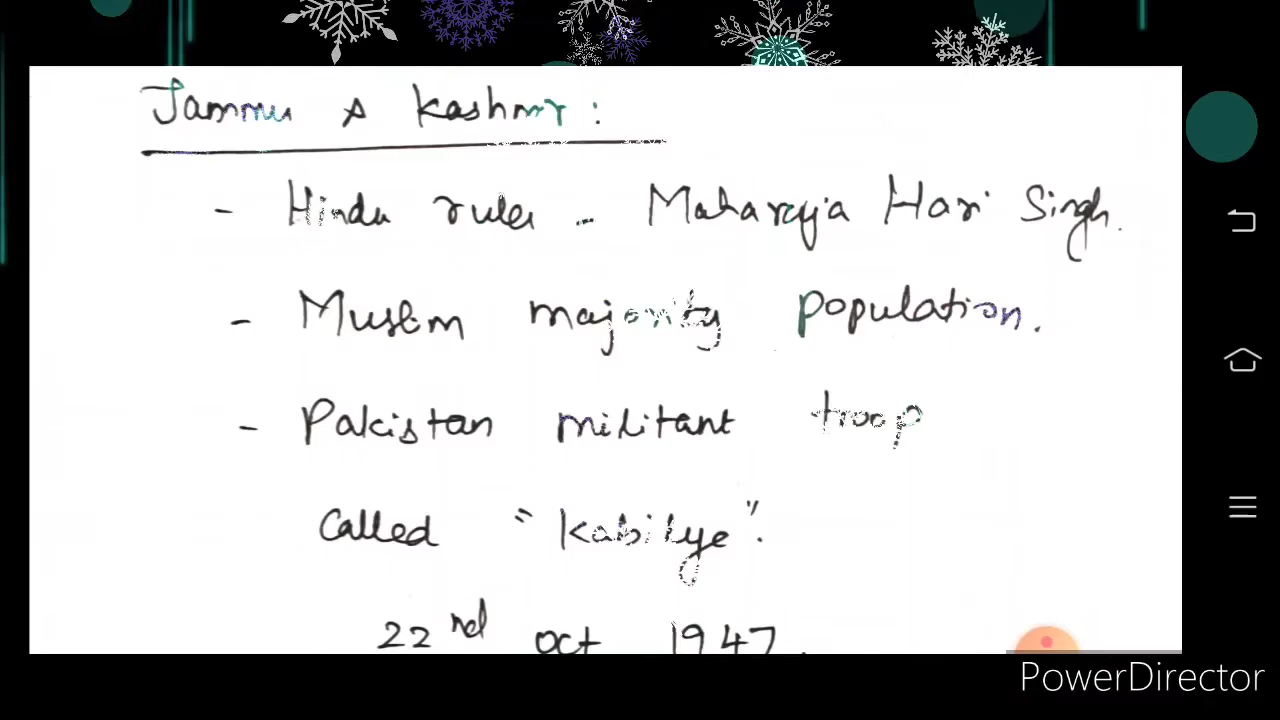 Jammu & Kashmir:
- Hindu ruler - Maharaja Hari Singh.
- Muslim majority population.
- Pakistan militant troop
called "Kabilye".
22nd Oct 1947.
PowerDirector